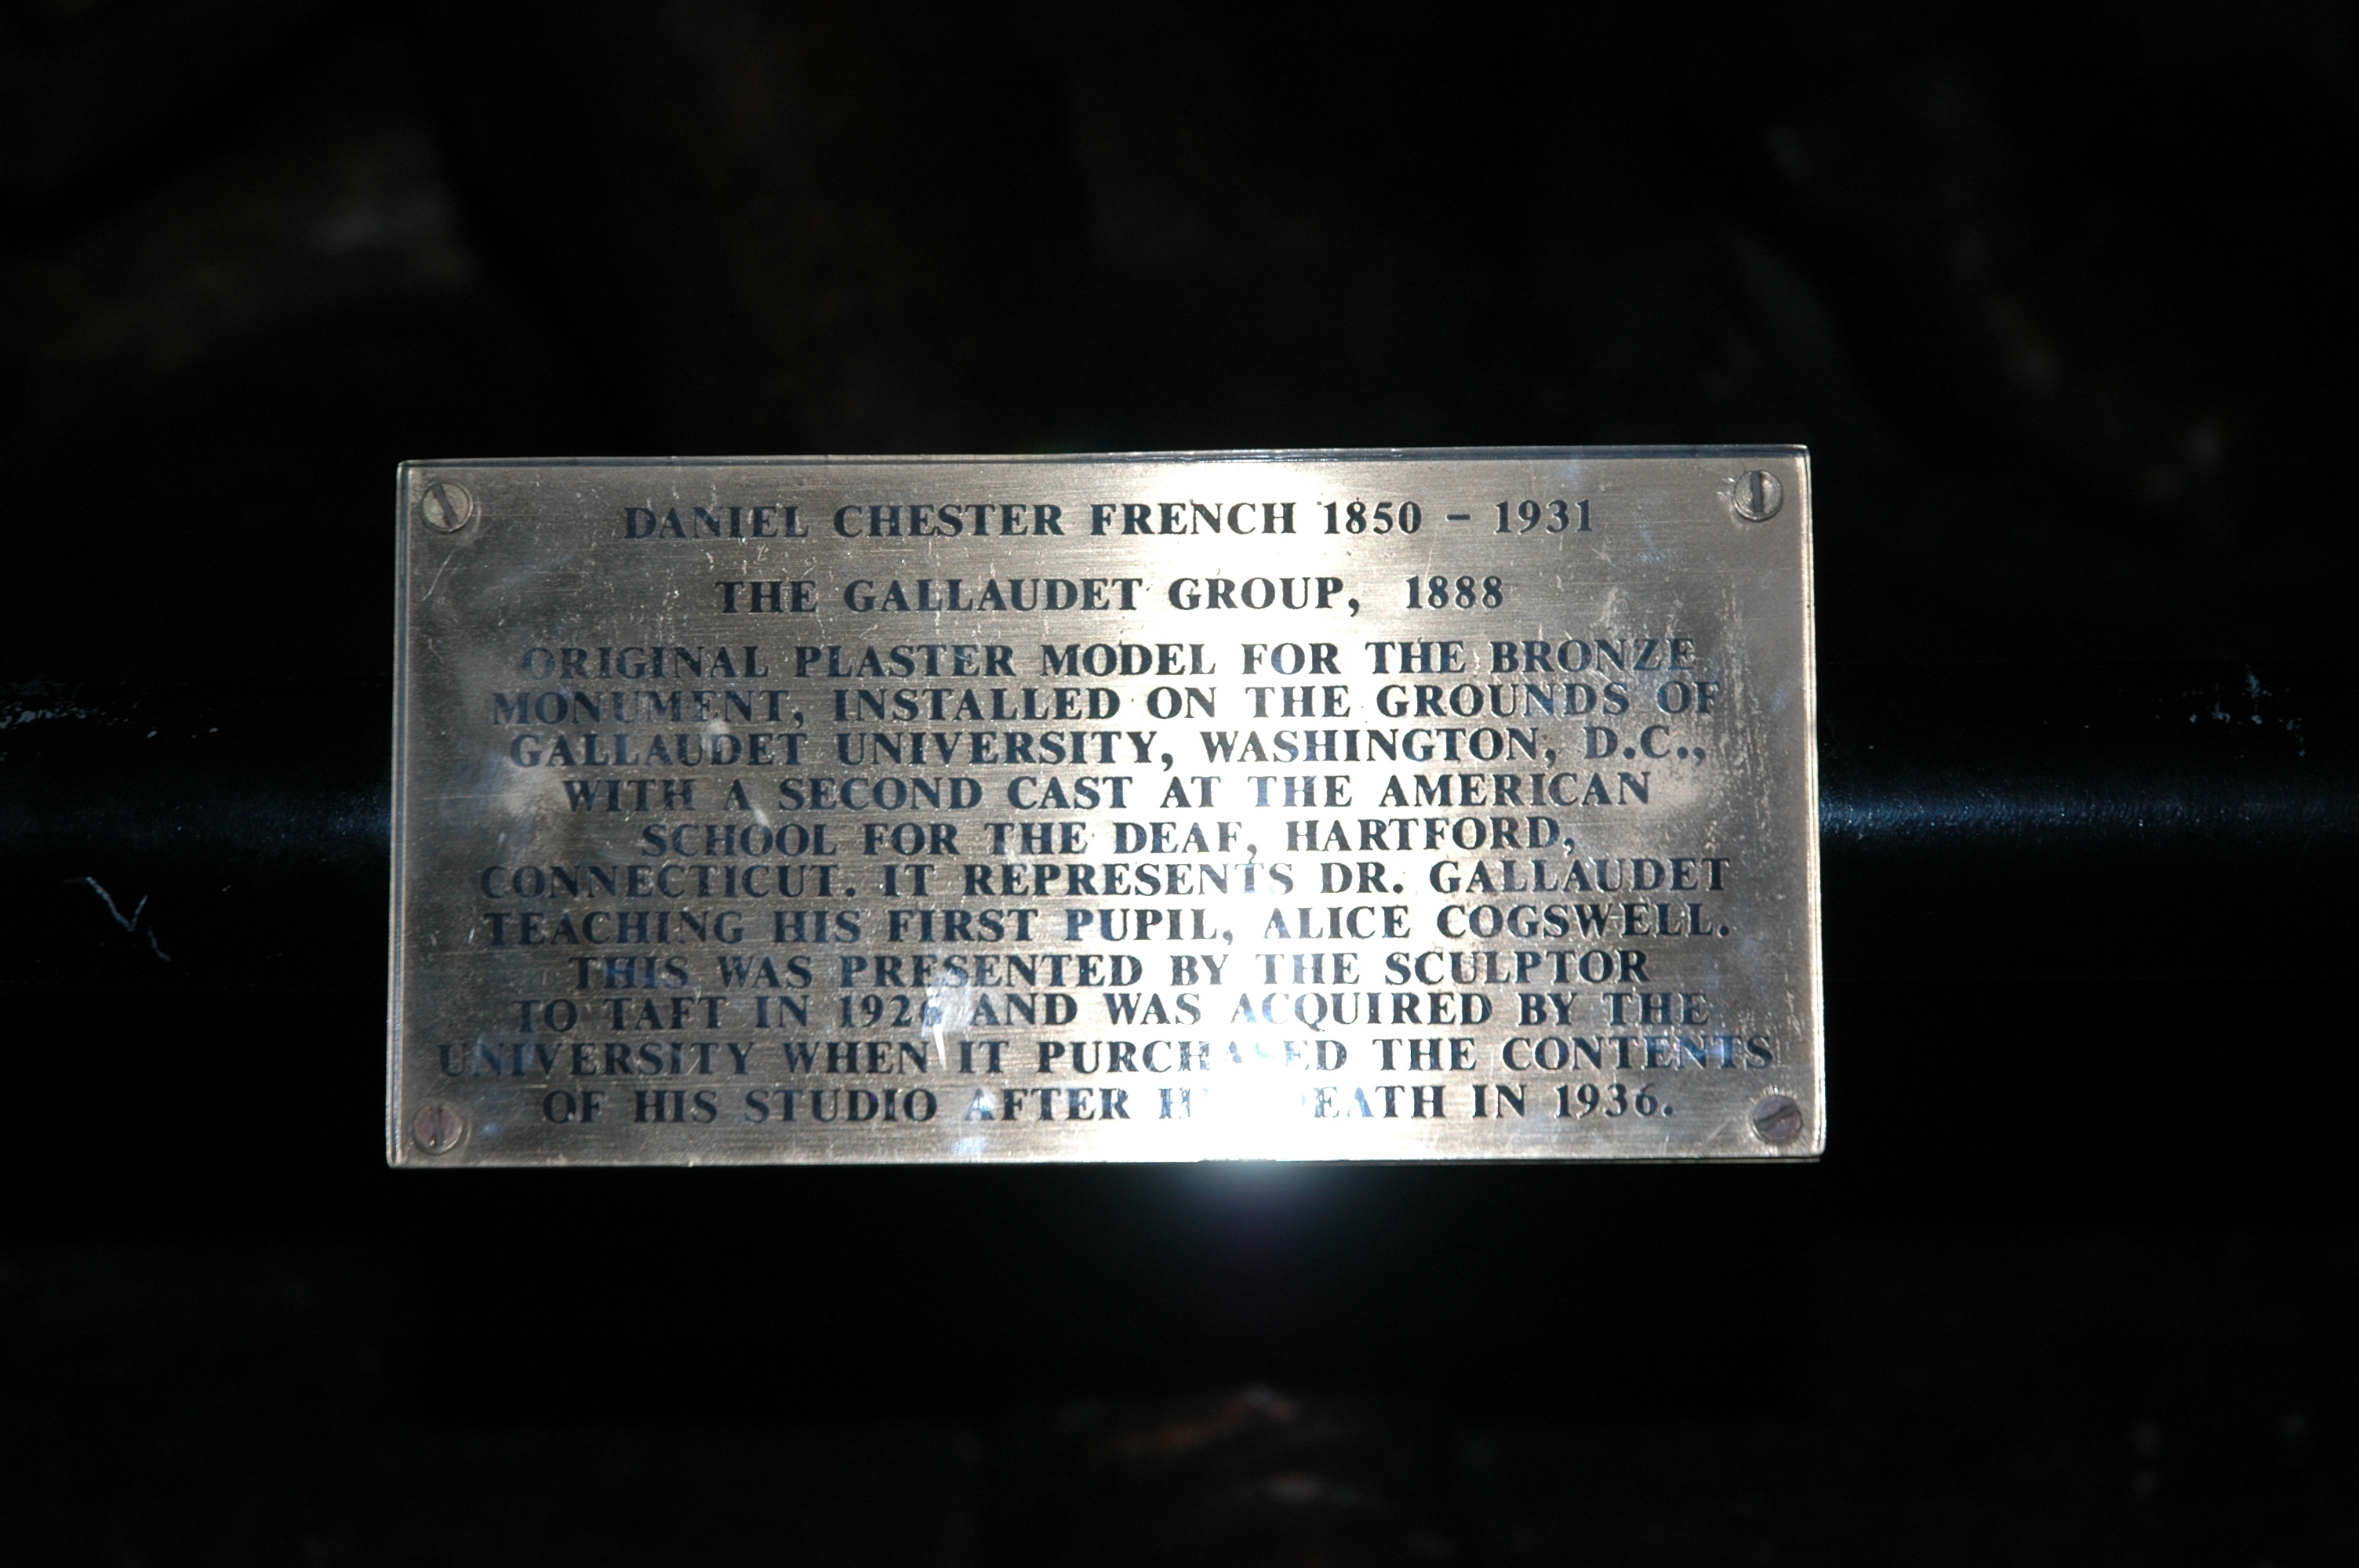 DANIEL CHESTER FRENCH 1850 – 1931
THE GALLAUDET GROUP, 1888
ORIGINAL PLASTER MODEL FOR THE BRONZE
MONUMENT, INSTALLED ON THE GROUNDS OF
GALLAUDET UNIVERSITY, WASHINGTON, D.C.,
WITH A SECOND CAST AT THE AMERICAN
SCHOOL FOR THE DEAF, HARTFORD,
CONNECTICUT. IT REPRESENTS DR. GALLAUDET
TEACHING HIS FIRST PUPIL, ALICE COGSWELL.
THIS WAS PRESENTED BY THE SCULPTOR
TO TAFT IN AND WAS ACQUIRED BY THE
UNIVERSITY WHEN IT PURCHASED THE CONTENTS
OF HIS STUDIO AFTER HIS DEATH IN 1936.